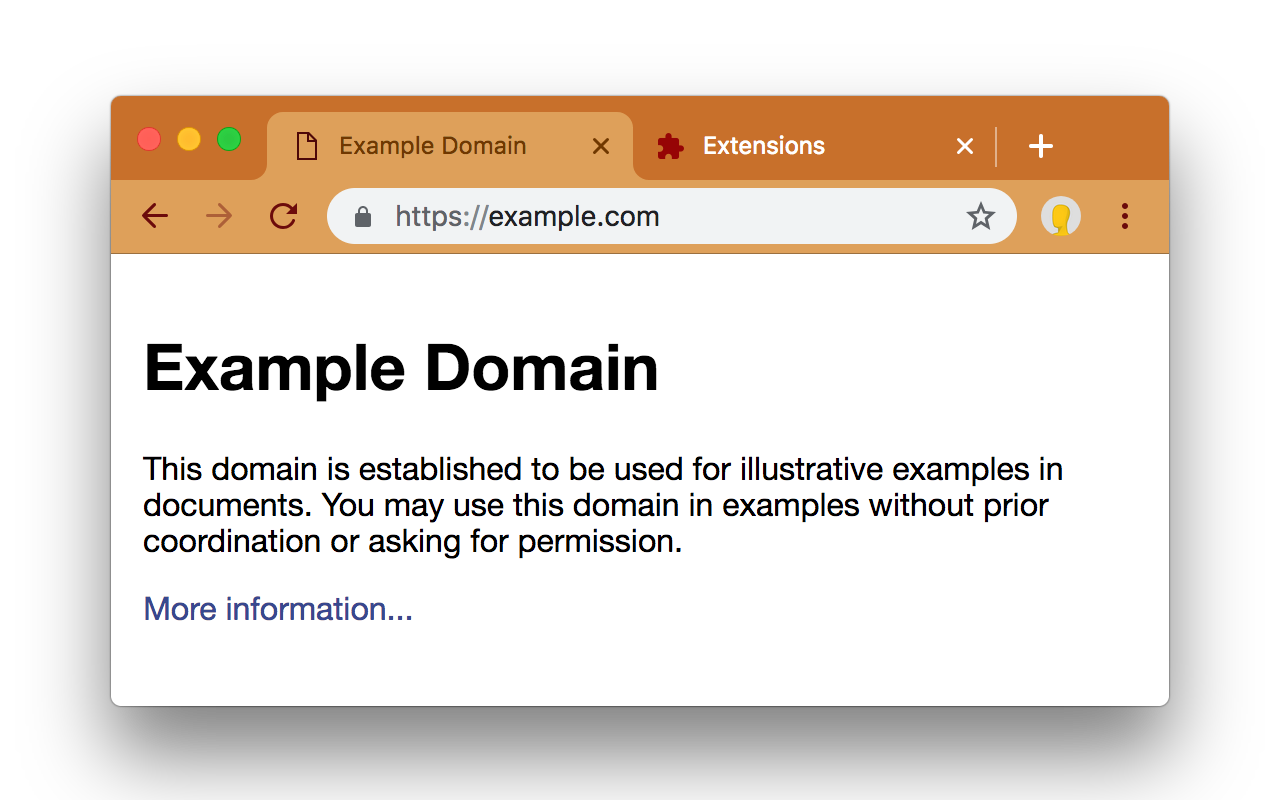 Example Domain
Extensions
https://example.com
Example Domain
This domain is established to be used for illustrative examples in
documents. You may use this domain in examples without prior
coordination or asking for permission.
More information...